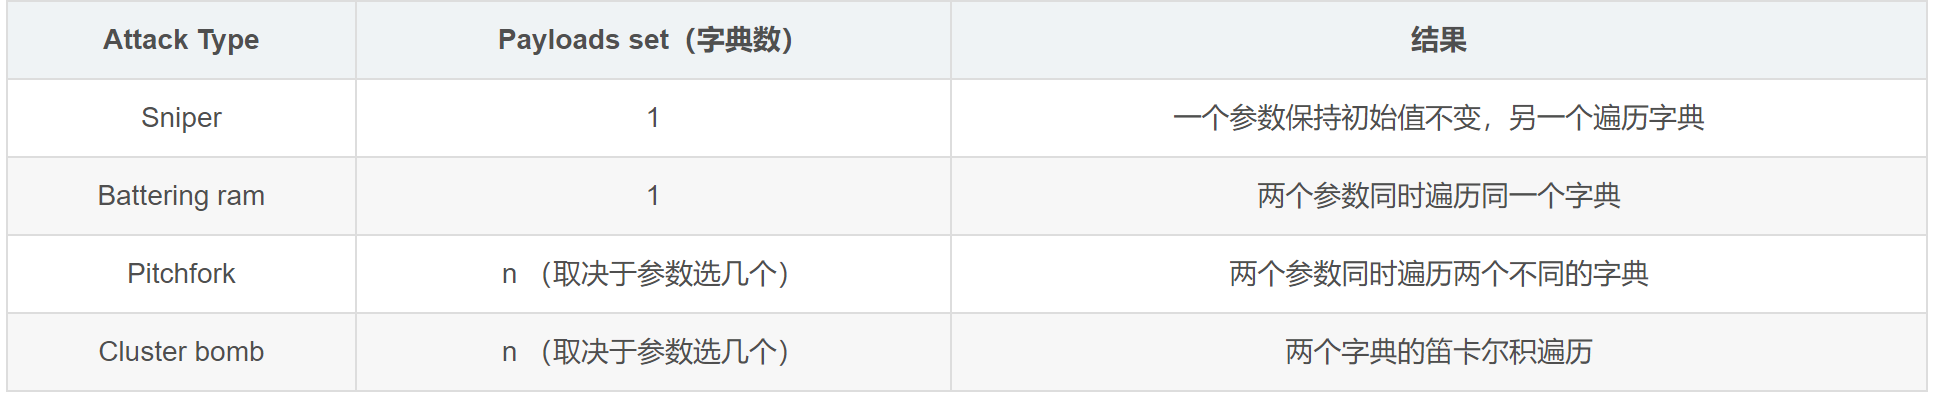 Attack Type Payloads set（字典数） 结果
Sniper 1 一个参数保持初始值不变，另一个遍历字典
Battering ram 1 两个参数同时遍历同一个字典
Pitchfork n （取决于参数选几个） 两个参数同时遍历两个不同的字典
Cluster bomb n （取决于参数选几个） 两个字典的笛卡尔积遍历